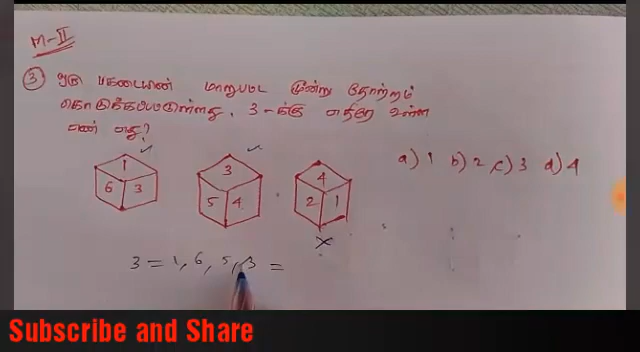 M-II
3 ஒரு பகடையின் மாறுபட்ட மூன்று தோற்றம்
கொடுக்கப்பட்டுள்ளது. 3-க்கு எதிரே உள்ள
எண் எது?
1 6 3
3 5 4
4 2 1
a) 1 b) 2 c) 3 d) 4
×
3 = 1, 6, 5, 3 =
Subscribe and Share